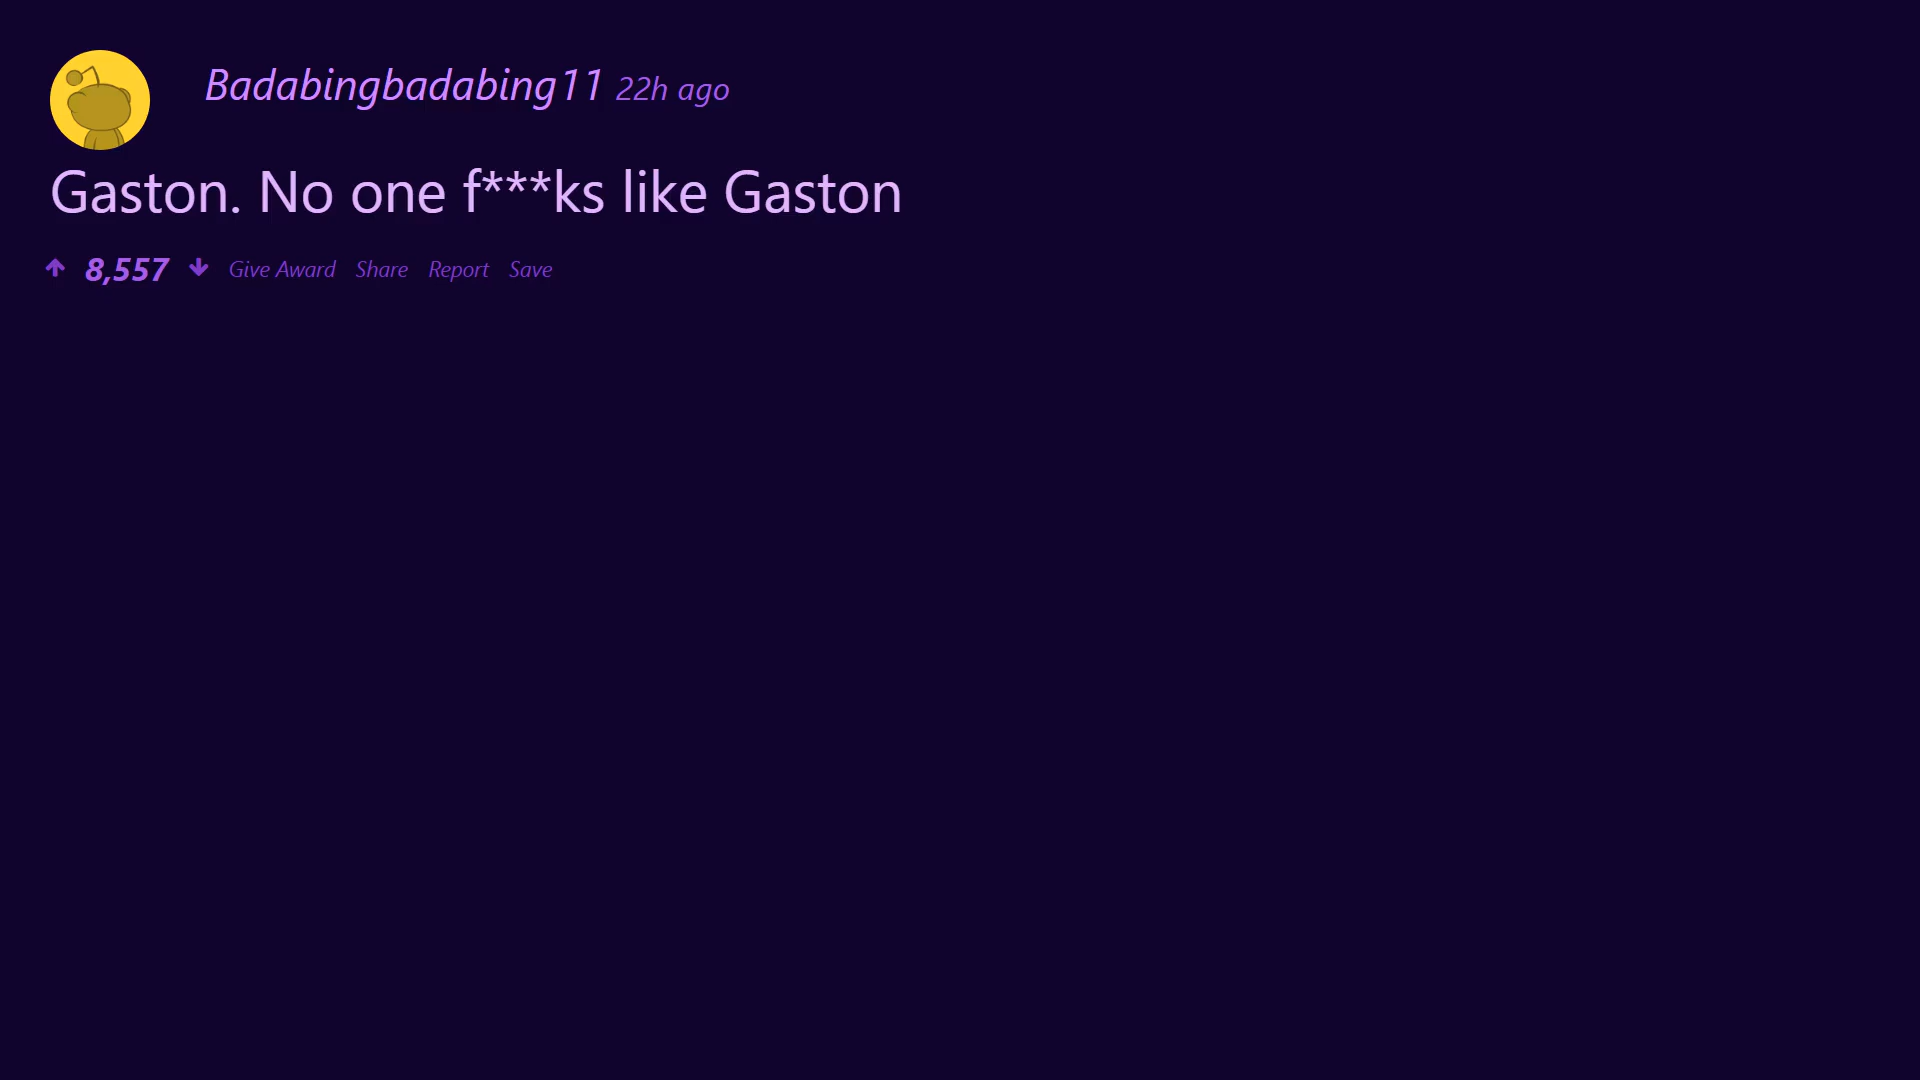 Badabingbadabing11 22h ago
Gaston. No one f***ks like Gaston
8,557 Give Award Share Report Save